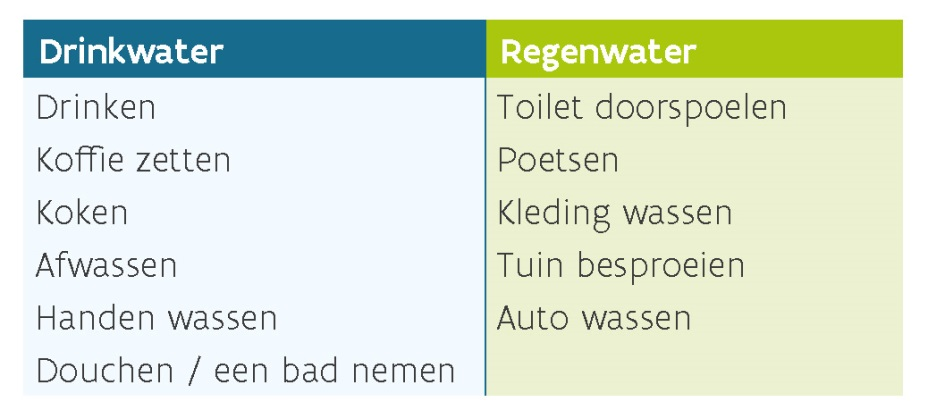 Drinkwater Regenwater
Drinken Toilet doorspoelen
Koffie zetten Poetsen
Koken Kleding wassen
Afwassen Tuin besproeien
Handen wassen Auto wassen
Douchen / een bad nemen